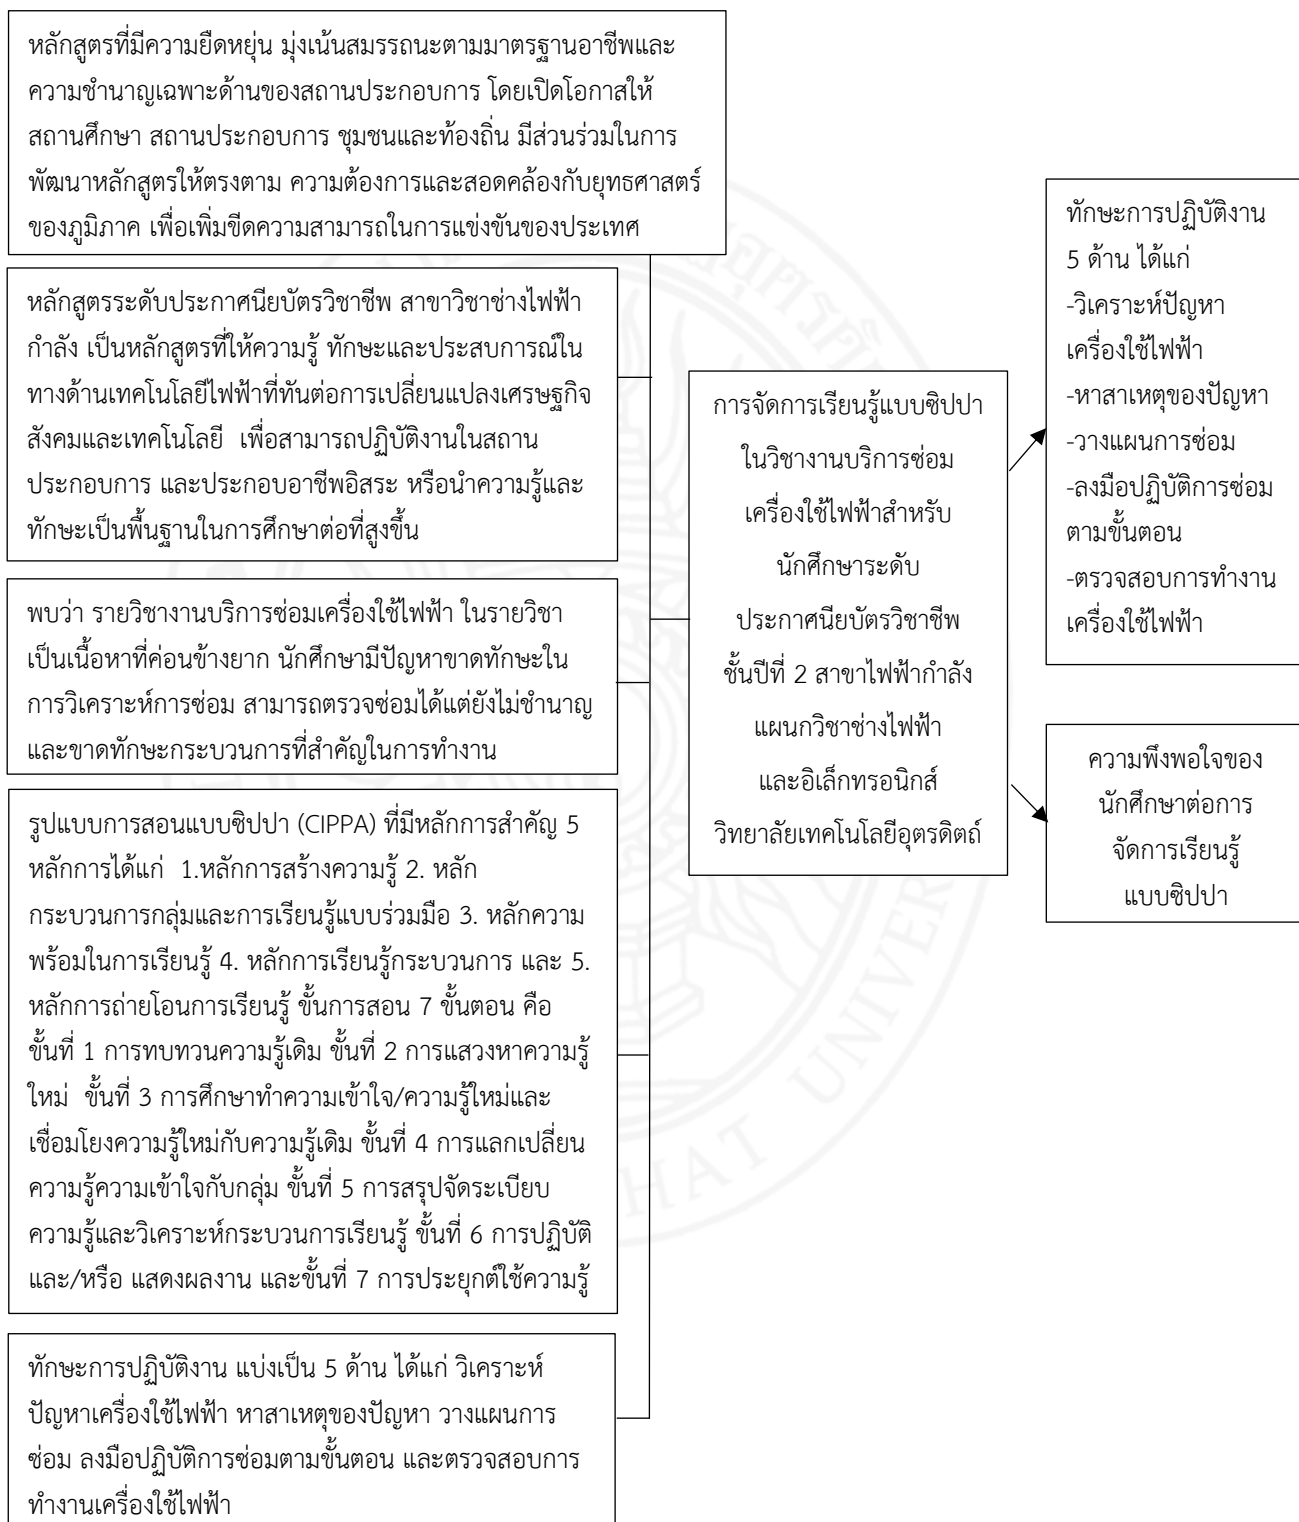 หลักสูตรที่มีความยืดหยุ่น มุ่งเน้นสมรรถนะตามมาตรฐานอาชีพและ
ความชำนาญเฉพาะด้านของสถานประกอบการ โดยเปิดโอกาสให้
สถานศึกษา สถานประกอบการ ชุมชนและท้องถิ่น มีส่วนร่วมในการ
พัฒนาหลักสูตรให้ตรงตาม ความต้องการและสอดคล้องกับยุทธศาสตร์
ของภูมิภาค เพื่อเพิ่มขีดความสามารถในการแข่งขันของประเทศ
หลักสูตรระดับประกาศนียบัตรวิชาชีพ สาขาวิชาช่างไฟฟ้า
กำลัง เป็นหลักสูตรที่ให้ความรู้ ทักษะและประสบการณ์ใน
ทางด้านเทคโนโลยีไฟฟ้าที่ทันต่อการเปลี่ยนแปลงเศรษฐกิจ
สังคมและเทคโนโลยี เพื่อสามารถปฏิบัติงานในสถาน
ประกอบการ และประกอบอาชีพอิสระ หรือนำความรู้และ
ทักษะเป็นพื้นฐานในการศึกษาต่อที่สูงขึ้น
พบว่า รายวิชางานบริการซ่อมเครื่องใช้ไฟฟ้า ในรายวิชา
เป็นเนื้อหาที่ค่อนข้างยาก นักศึกษามีปัญหาขาดทักษะใน
การวิเคราะห์การซ่อม สามารถตรวจซ่อมได้แต่ยังไม่ชำนาญ
และขาดทักษะกระบวนการที่สำคัญในการทำงาน
รูปแบบการสอนแบบซิปปา (CIPPA) ที่มีหลักการสำคัญ 5
หลักการได้แก่ 1.หลักการสร้างความรู้ 2. หลัก
กระบวนการกลุ่มและการเรียนรู้แบบร่วมมือ 3. หลักความ
พร้อมในการเรียนรู้ 4. หลักการเรียนรู้กระบวนการ และ 5.
หลักการถ่ายโอนการเรียนรู้ ขั้นการสอน 7 ขั้นตอน คือ
ขั้นที่ 1 การทบทวนความรู้เดิม ขั้นที่ 2 การแสวงหาความรู้
ใหม่ ขั้นที่ 3 การศึกษาทำความเข้าใจ/ความรู้ใหม่และ
เชื่อมโยงความรู้ใหม่กับความรู้เดิม ขั้นที่ 4 การแลกเปลี่ยน
ความรู้ความเข้าใจกับกลุ่ม ขั้นที่ 5 การสรุปจัดระเบียบ
ความรู้และวิเคราะห์กระบวนการเรียนรู้ ขั้นที่ 6 การปฏิบัติ
และ/หรือ แสดงผลงาน และขั้นที่ 7 การประยุกต์ใช้ความรู้
ทักษะการปฏิบัติงาน แบ่งเป็น 5 ด้าน ได้แก่ วิเคราะห์
ปัญหาเครื่องใช้ไฟฟ้า หาสาเหตุของปัญหา วางแผนการ
ซ่อม ลงมือปฏิบัติการซ่อมตามขั้นตอน และตรวจสอบการ
ทำงานเครื่องใช้ไฟฟ้า
การจัดการเรียนรู้แบบซิปปา
ในวิชางานบริการซ่อม
เครื่องใช้ไฟฟ้าสำหรับ
นักศึกษาระดับ
ประกาศนียบัตรวิชาชีพ
ชั้นปีที่ 2 สาขาไฟฟ้ากำลัง
แผนกวิชาช่างไฟฟ้า
และอิเล็กทรอนิกส์
วิทยาลัยเทคโนโลยีอุตรดิตถ์
ทักษะการปฏิบัติงาน
5 ด้าน ได้แก่
-วิเคราะห์ปัญหา
เครื่องใช้ไฟฟ้า
-หาสาเหตุของปัญหา
-วางแผนการซ่อม
-ลงมือปฏิบัติการซ่อม
ตามขั้นตอน
-ตรวจสอบการทำงาน
เครื่องใช้ไฟฟ้า
ความพึงพอใจของ
นักศึกษาต่อการ
จัดการเรียนรู้
แบบซิปปา